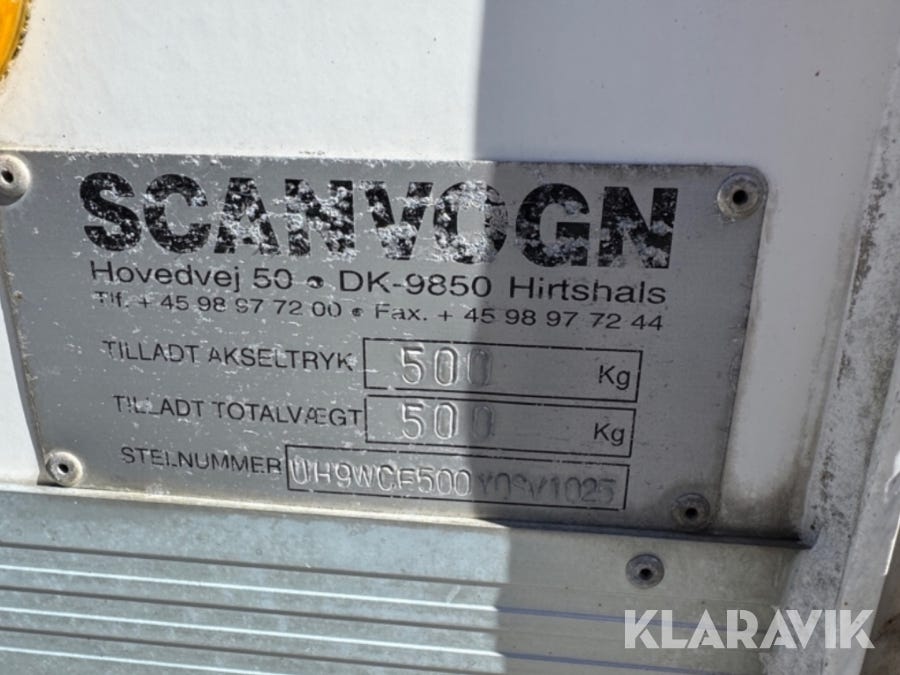 SCANVOGN
Hovedvej 50 • DK-9850 Hirtshals
Tlf. + 45 98 97 72 00 • Fax. + 45 98 97 72 44
TILLADT AKSELTRYK 500 Kg
TILLADT TOTALVÆGT 500 Kg
STELNUMMER UH9WCF500Y0SV1025
KLARAVIK